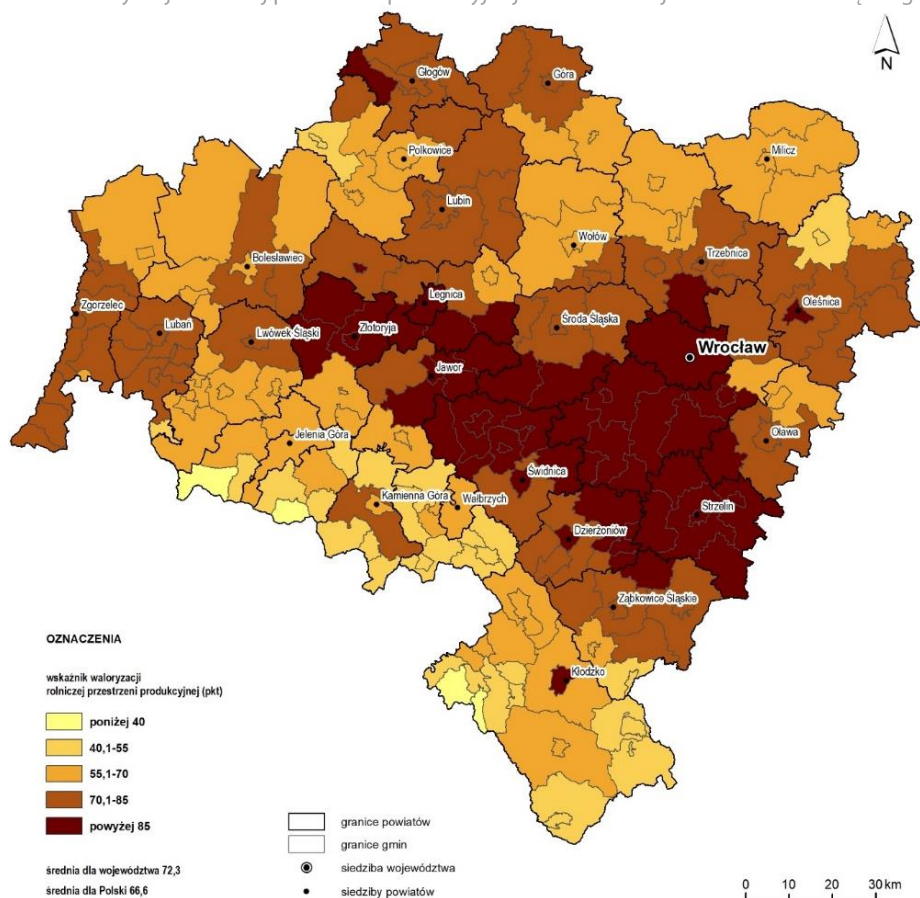 N
Głogów
Góra
Polkowice
Milicz
Lubin
Wołów
Bolesławiec
Trzebnica
Zgorzelec
Legnica
Oleśnica
Lubań
Lwówek Śląski
Złotoryja
Środa Śląska
Wrocław
Jawor
Jelenia Góra
Oława
Świdnica
Kamienna Góra
Wałbrzych
Strzelin
Dzierżoniów
Ząbkowice Śląskie
Kłodzko
OZNACZENIA
wskaźnik waloryzacji
rolniczej przestrzeni produkcyjnej (pkt)
poniżej 40
40,1-55
55,1-70
70,1-85
powyżej 85
średnia dla województwa 72,3
średnia dla Polski 66,6
granice powiatów
granice gmin
siedziba województwa
siedziby powiatów
0 10 20 30 km